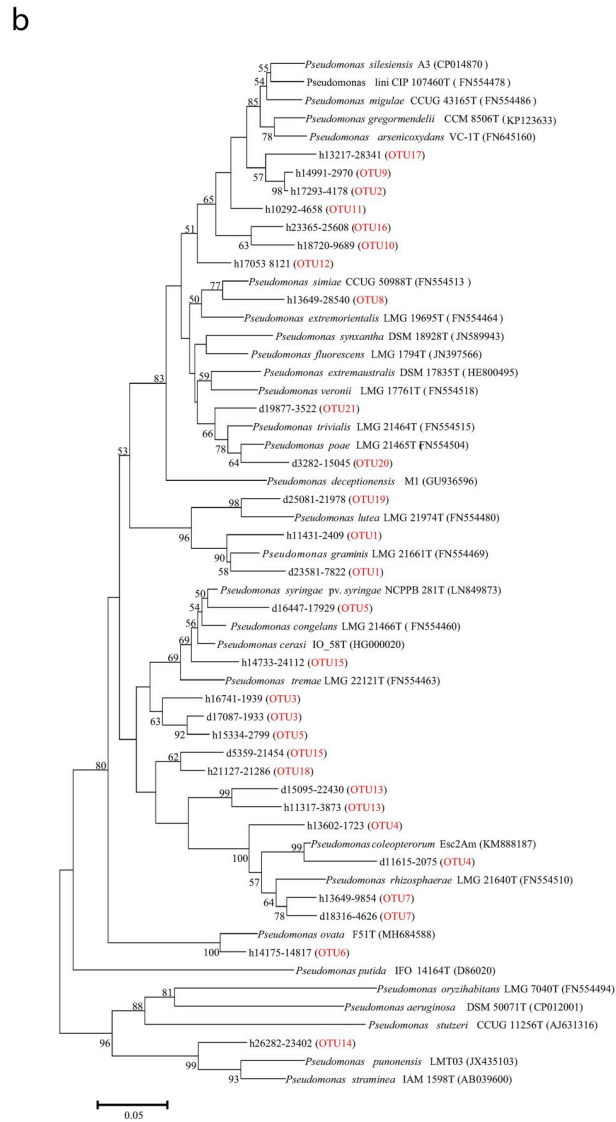 b
55 Pseudomonas silesiensis A3 (CP014870 )
54 Pseudomonas lini CIP 107460T ( FN554478 )
Pseudomonas migulae CCUG 43165T ( FN554486 )
85
Pseudomonas gregormendelii CCM 8506T ( KP123633)
78 Pseudomonas arsenicoxydans VC-1T (FN645160)
h13217-28341 (OTU17)
57 h14991-2970 (OTU9)
98 h17293-4178 (OTU2)
65
h10292-4658 (OTU11)
h23365-25608 (OTU16)
51
63 h18720-9689 (OTU10)
h17053 8121 (OTU12)
77 Pseudomonas simiae CCUG 50988T (FN554513 )
50 h13649-28540 (OTU8)
Pseudomonas extremorientalis LMG 19695T ( FN554464 )
Pseudomonas synxantha DSM 18928T ( JN589943)
Pseudomonas fluorescens LMG 1794T ( JN397566)
83 59 Pseudomonas extremaustralis DSM 17835T ( HE800495)
Pseudomonas veronii LMG 17761T ( FN554518 )
d19877-3522 (OTU21)
66 Pseudomonas trivialis LMG 21464T ( FN554515 )
78 Pseudomonas poae LMG 21465T (FN554504)
64 d3282-15045 (OTU20)
53
Pseudomonas deceptionensis M1 (GU936596 )
98 d25081-21978 (OTU19)
Pseudomonas lutea LMG 21974T ( FN554480 )
96 h11431-2409 (OTU1)
90 Pseudomonas graminis LMG 21661T ( FN554469 )
58 d23581-7822 (OTU1)
50 Pseudomonas syringae pv. syringae NCPPB 281T (LN849873 )
54 d16447-17929 (OTU5)
56 Pseudomonas congelans LMG 21466T ( FN554460 )
69 Pseudomonas cerasi IO_58T (HG000020 )
69 h14733-24112 (OTU15)
Pseudomonas tremae LMG 22121T (FN554463)
h16741-1939 (OTU3)
63 d17087-1933 (OTU3)
92 h15334-2799 (OTU5)
62 d5359-21454 (OTU15)
80 h21127-21286 (OTU18)
99 d15095-22430 (OTU13)
h11317-3873 (OTU13)
h13602-1723 (OTU4)
99 Pseudomonas coleopterorum Esc2Am (KM888187)
100 d11615-2075 (OTU4)
57 Pseudomonas rhizosphaerae LMG 21640T (FN554510 )
64 h13649-9854 (OTU7)
78 d18316-4626 (OTU7)
Pseudomonas ovata F51T (MH684588)
100 h14175-14817 (OTU6)
Pseudomonas putida IFO 14164T (D86020)
81 Pseudomonas oryzihabitans LMG 7040T (FN554494)
88 Pseudomonas aeruginosa DSM 50071T (CP012001)
Pseudomonas stutzeri CCUG 11256T (AJ631316)
96 h26282-23402 (OTU14)
99 Pseudomonas punonensis LMT03 (JX435103)
93 Pseudomonas straminea IAM 1598T (AB039600)
0.05